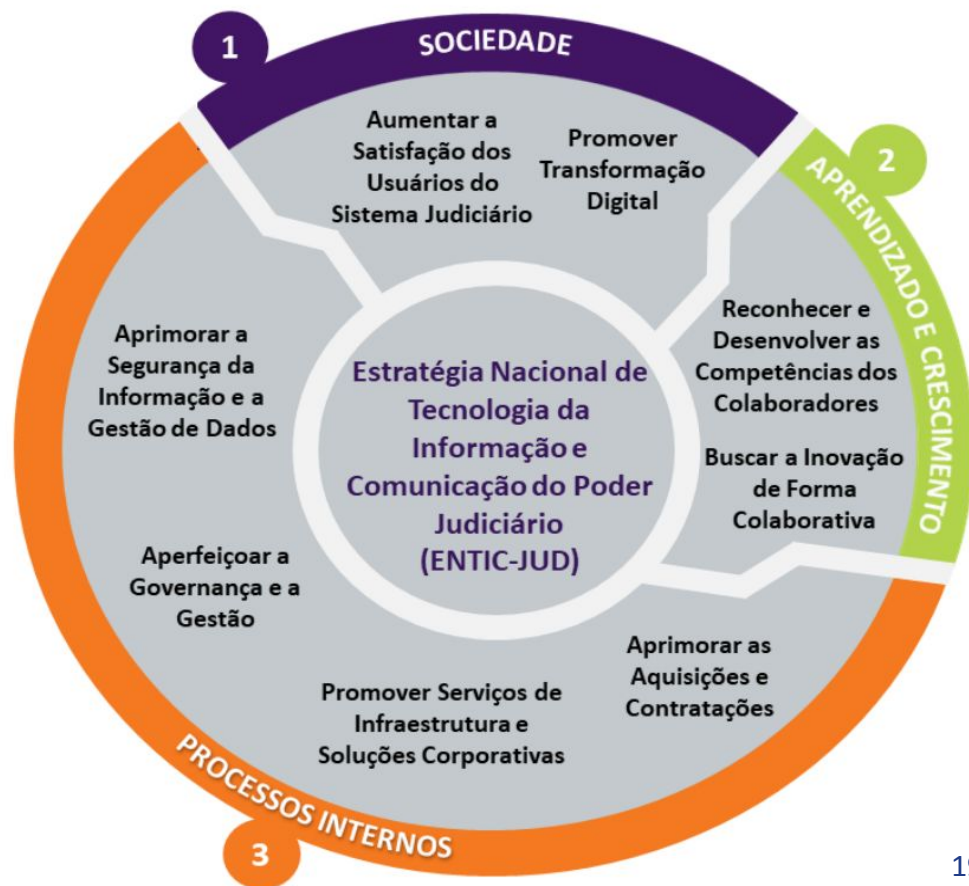 1
SOCIEDADE
Aumentar a
Satisfação dos
Usuários do
Sistema Judiciário
Promover
Transformação
Digital
2
APRENDIZADO E CRESCIMENTO
Reconhecer e
Desenvolver as
Competências dos
Colaboradores
Buscar a Inovação
de Forma
Colaborativa
Estratégia Nacional de
Tecnologia da
Informação e
Comunicação do Poder
Judiciário
(ENTIC-JUD)
Aprimorar a
Segurança da
Informação e a
Gestão de Dados
Aperfeiçoar a
Governança e a
Gestão
Promover Serviços de
Infraestrutura e
Soluções Corporativas
Aprimorar as
Aquisições e
Contratações
PROCESSOS INTERNOS
3